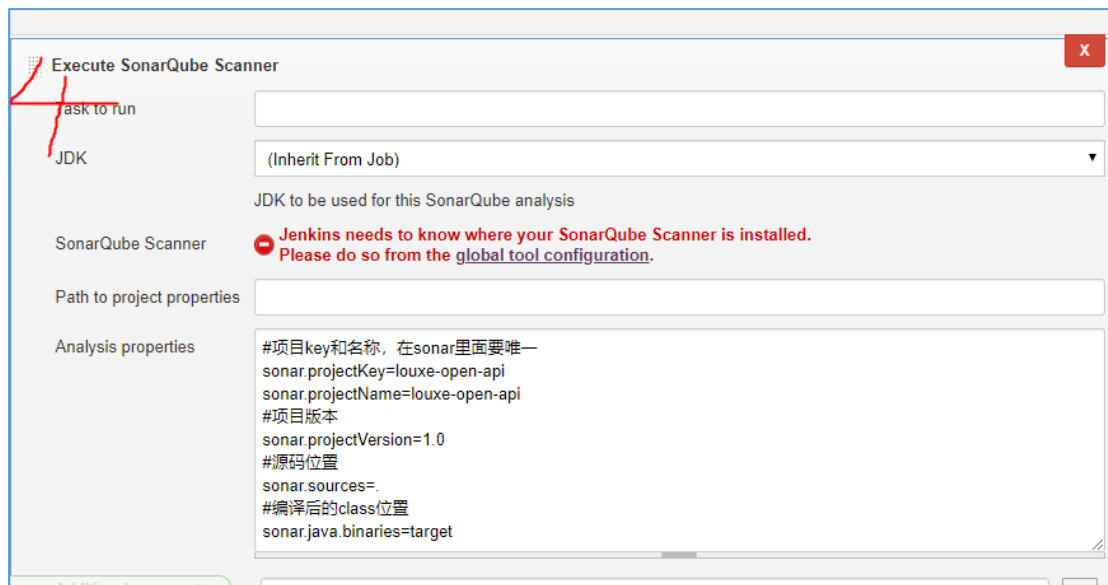 X
Execute SonarQube Scanner
4
Task to run
JDK
(Inherit From Job)
JDK to be used for this SonarQube analysis
SonarQube Scanner
Jenkins needs to know where your SonarQube Scanner is installed.
Please do so from the global tool configuration.
Path to project properties
Analysis properties
#项目key和名称，在sonar里面要唯一
sonar.projectKey=louxe-open-api
sonar.projectName=louxe-open-api
#项目版本
sonar.projectVersion=1.0
#源码位置
sonar.sources=.
#编译后的class位置
sonar.java.binaries=target